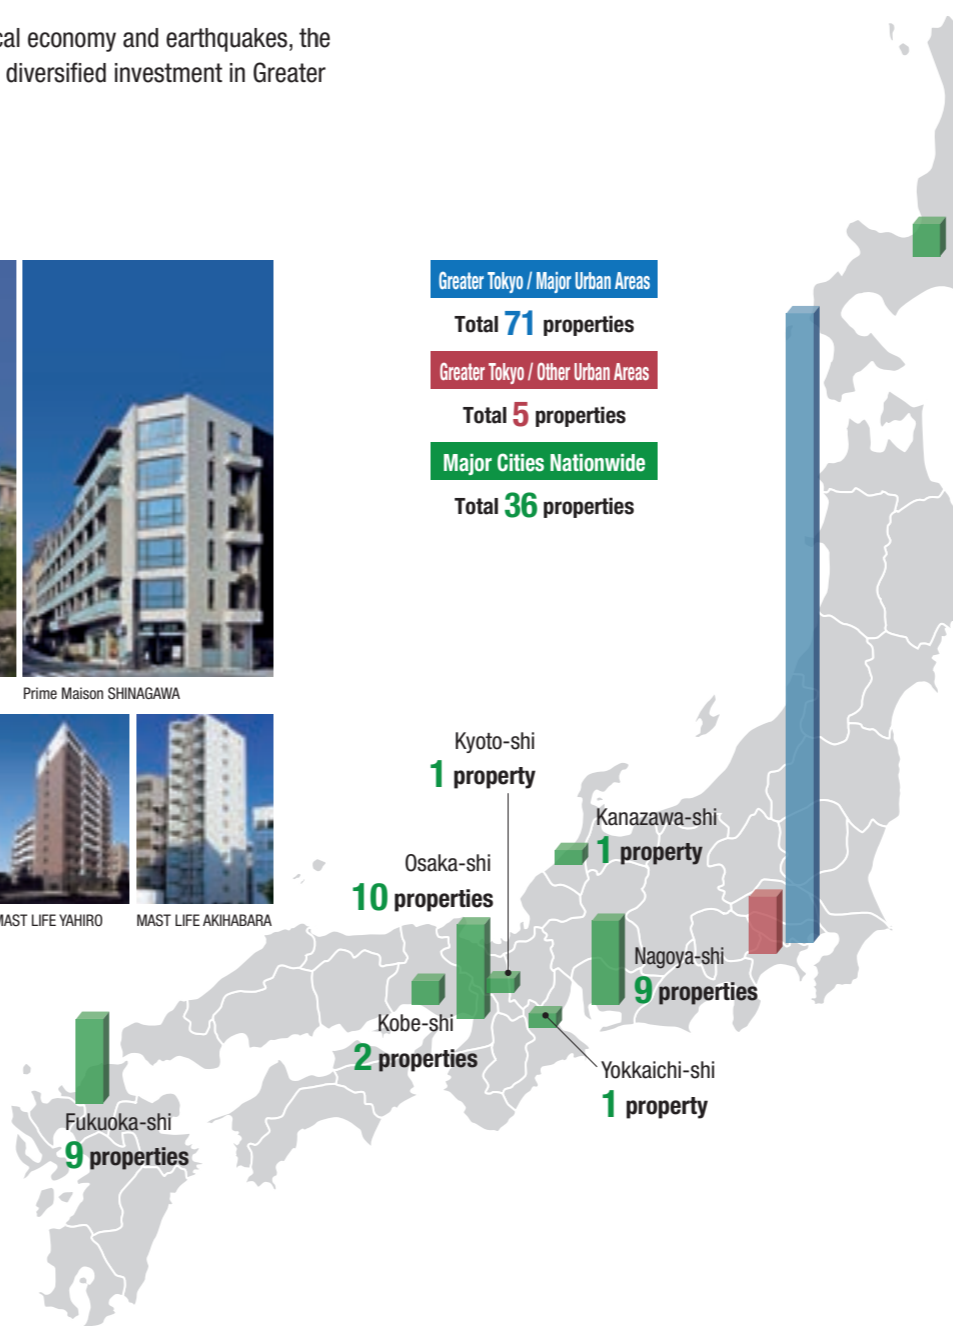 cal economy and earthquakes, the
diversified investment in Greater
Greater Tokyo / Major Urban Areas
Total 71 properties
Greater Tokyo / Other Urban Areas
Total 5 properties
Major Cities Nationwide
Total 36 properties
Prime Maison SHINAGAWA
MAST LIFE YAHIRO
MAST LIFE AKIHABARA
Kyoto-shi
1 property
Kanazawa-shi
1 property
Osaka-shi
10 properties
Nagoya-shi
9 properties
Kobe-shi
2 properties
Yokkaichi-shi
1 property
Fukuoka-shi
9 properties